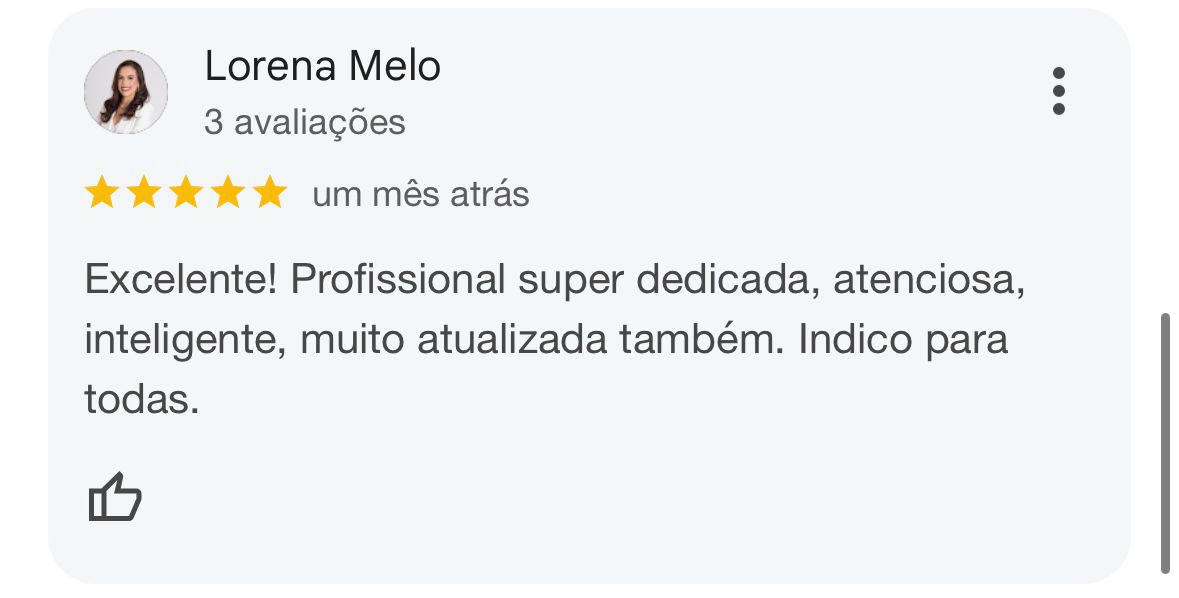 Lorena Melo
3 avaliações
um mês atrás
Excelente! Profissional super dedicada, atenciosa,
inteligente, muito atualizada também. Indico para
todas.